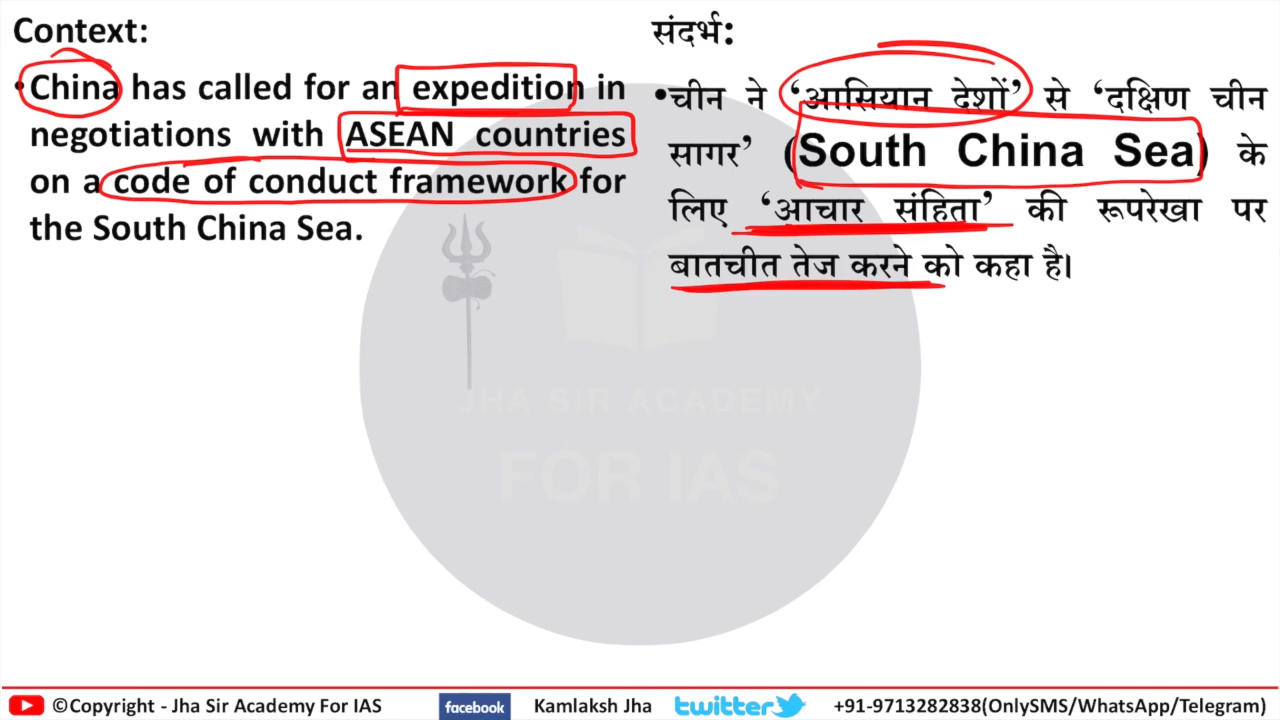 Context:
•China has called for an expedition in
negotiations with ASEAN countries
on a code of conduct framework for
the South China Sea.
संदर्भ:
•चीन ने ‘आसियान देशों’ से ‘दक्षिण चीन
सागर’ (South China Sea) के
लिए ‘आचार संहिता’ की रूपरेखा पर
बातचीत तेज करने को कहा है।
JHA SIR ACADEMY
FOR IAS
©Copyright - Jha Sir Academy For IAS
facebook
Kamlaksh Jha
twitter
+91-9713282838(OnlySMS/WhatsApp/Telegram)